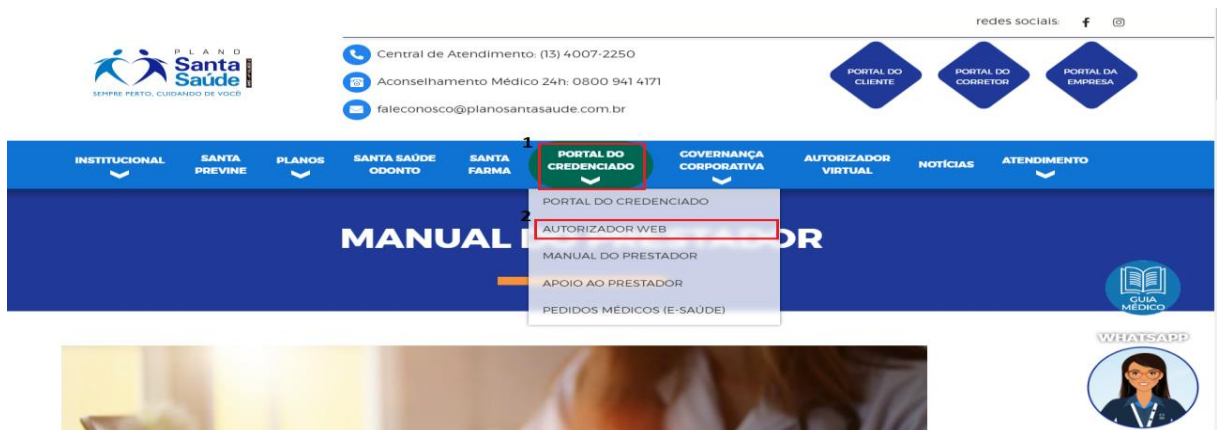 redes sociais:
PLANO
Santa
Saúde
SEMPRE PERTO, CUIDANDO DE VOCÊ
Central de Atendimento: (13) 4007-2250
Aconselhamento Médico 24h: 0800 941 4171
faleconosco@planosantasaude.com.br
PORTAL DO
CLIENTE
PORTAL DO
CORRETOR
PORTAL DA
EMPRESA
INSTITUCIONAL
SANTA
PREVINE
PLANOS
SANTA SAÚDE
ODONTO
SANTA
FARMA
1
PORTAL DO
CREDENCIADO
GOVERNANÇA
CORPORATIVA
AUTORIZADOR
VIRTUAL
NOTÍCIAS
ATENDIMENTO
PORTAL DO CREDENCIADO
2
AUTORIZADOR WEB
MANUAL DO PRESTADOR
APOIO AO PRESTADOR
PEDIDOS MÉDICOS (E-SAÚDE)
MANUAL DO PRESTADOR
GUIA
MÉDICO
WHATSAPP